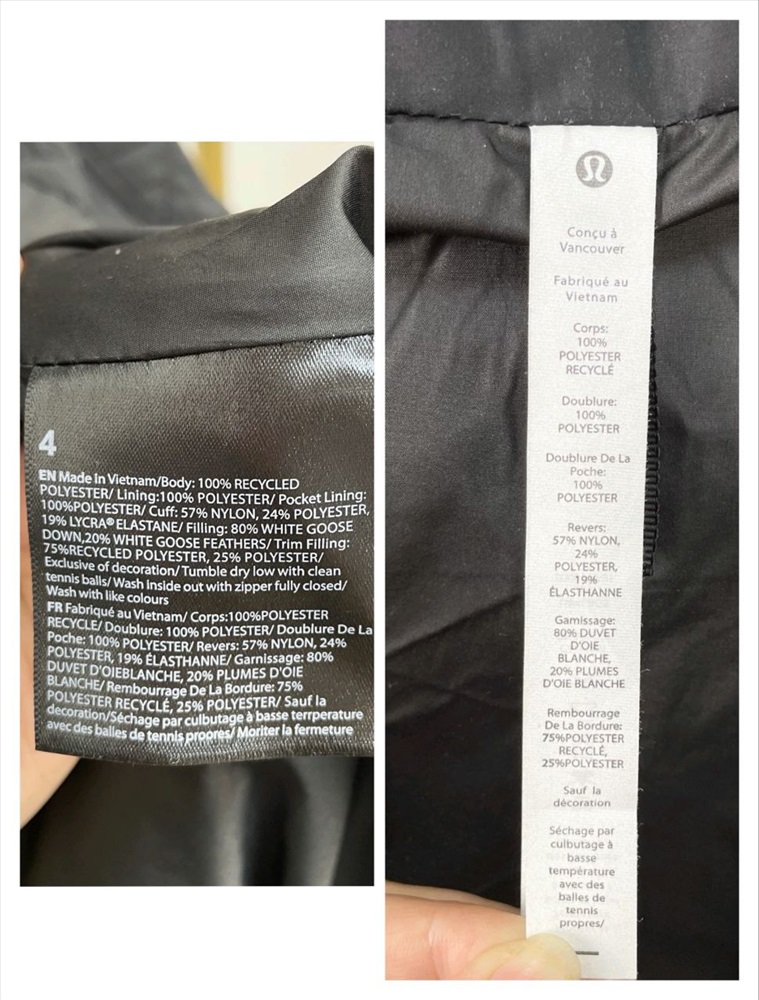 4
EN Made In Vietnam/Body: 100% RECYCLED
POLYESTER/ Lining:100% POLYESTER/ Pocket Lining:
100%POLYESTER/ Cuff: 57% NYLON, 24% POLYESTER,
19% LYCRA® ELASTANE/ Filling: 80% WHITE GOOSE
DOWN,20% WHITE GOOSE FEATHERS/ Trim Filling:
75%RECYCLED POLYESTER, 25% POLYESTER/
Exclusive of decoration/ Tumble dry low with clean
tennis balls/ Wash inside out with zipper fully closed/
Wash with like colours
FR Fabriqué au Vietnam/ Corps:100%POLYESTER
RECYCLE/ Doublure: 100% POLYESTER/ Doublure De La
Poche: 100% POLYESTER/ Revers: 57% NYLON, 24%
POLYESTER, 19% ÉLASTHANNE/ Garnissage: 80%
DUVET D'OIEBLANCHE, 20% PLUMES D'OIE
BLANCHE/ Rembourrage De La Bordure: 75%
POLYESTER RECYCLÉ, 25% POLYESTER/ Sauf la
decoration/Séchage par culbutage à basse terrperature
avec des balles de tennis proores/ Moriter la fermeture
Conçu à
Vancouver
Fabriqué au
Vietnam
Corps:
100%
POLYESTER
RECYCLÉ
Doublure:
100%
POLYESTER
Doublure De La
Poche:
100%
POLYESTER
Revers:
57% NYLON,
24%
POLYESTER,
19%
ÉLASTHANNE
Gamissage:
80% DUVET
D'OIE
BLANCHE,
20% PLUMES
D'OIE BLANCHE
Rembourrage
De La Bordure:
75%POLYESTER
RECYCLÉ,
25%POLYESTER
Sauf la
décoration
Séchage par
culbutage à
basse
température
avec des
balles de
tennis
propres/